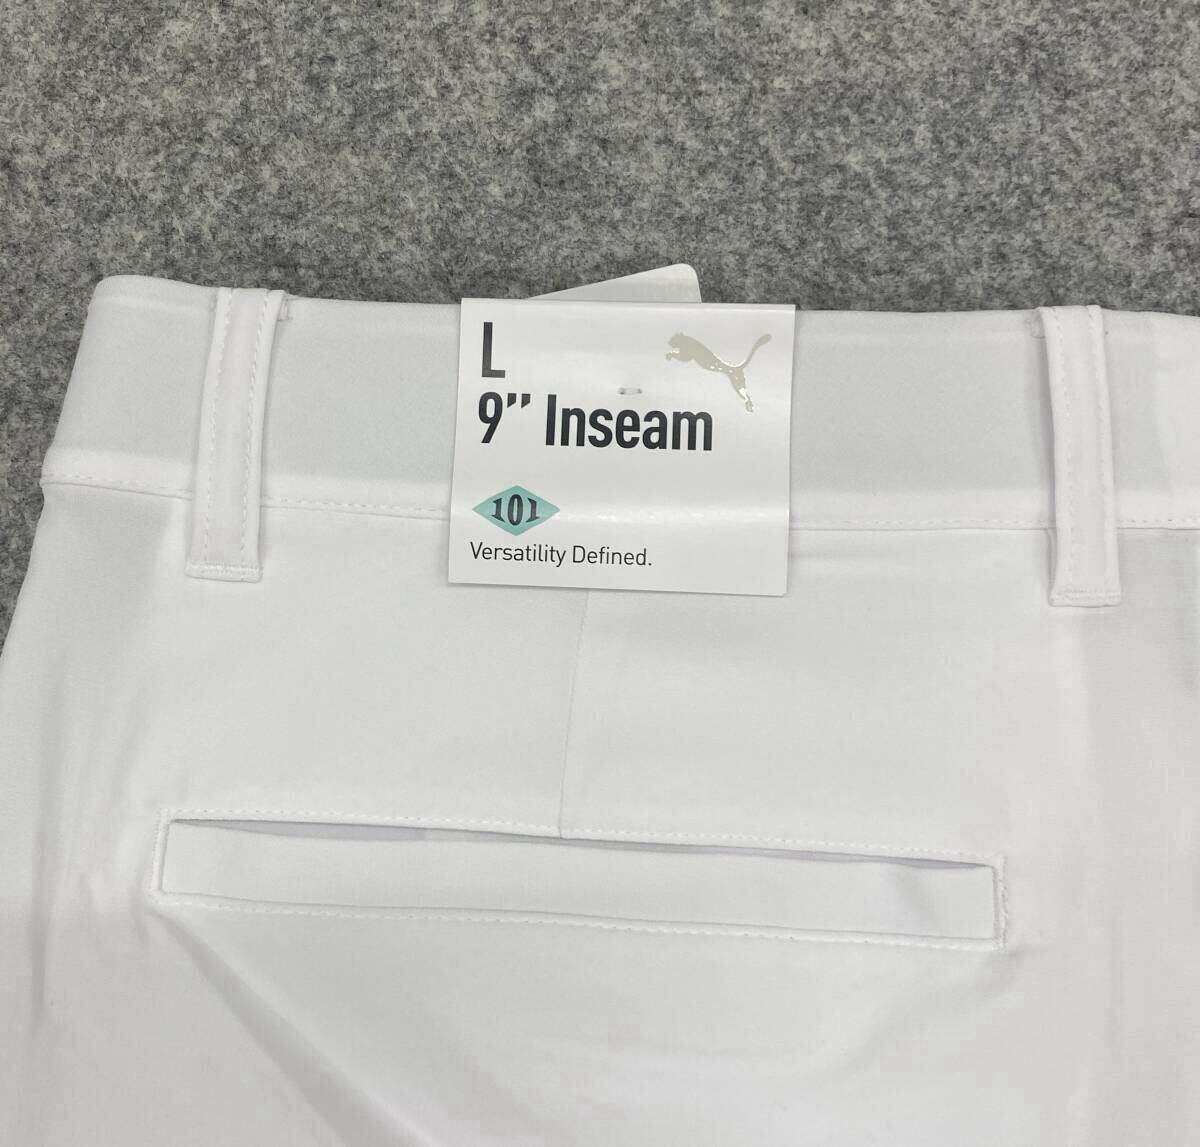 L
9" Inseam
101
Versatility Defined.